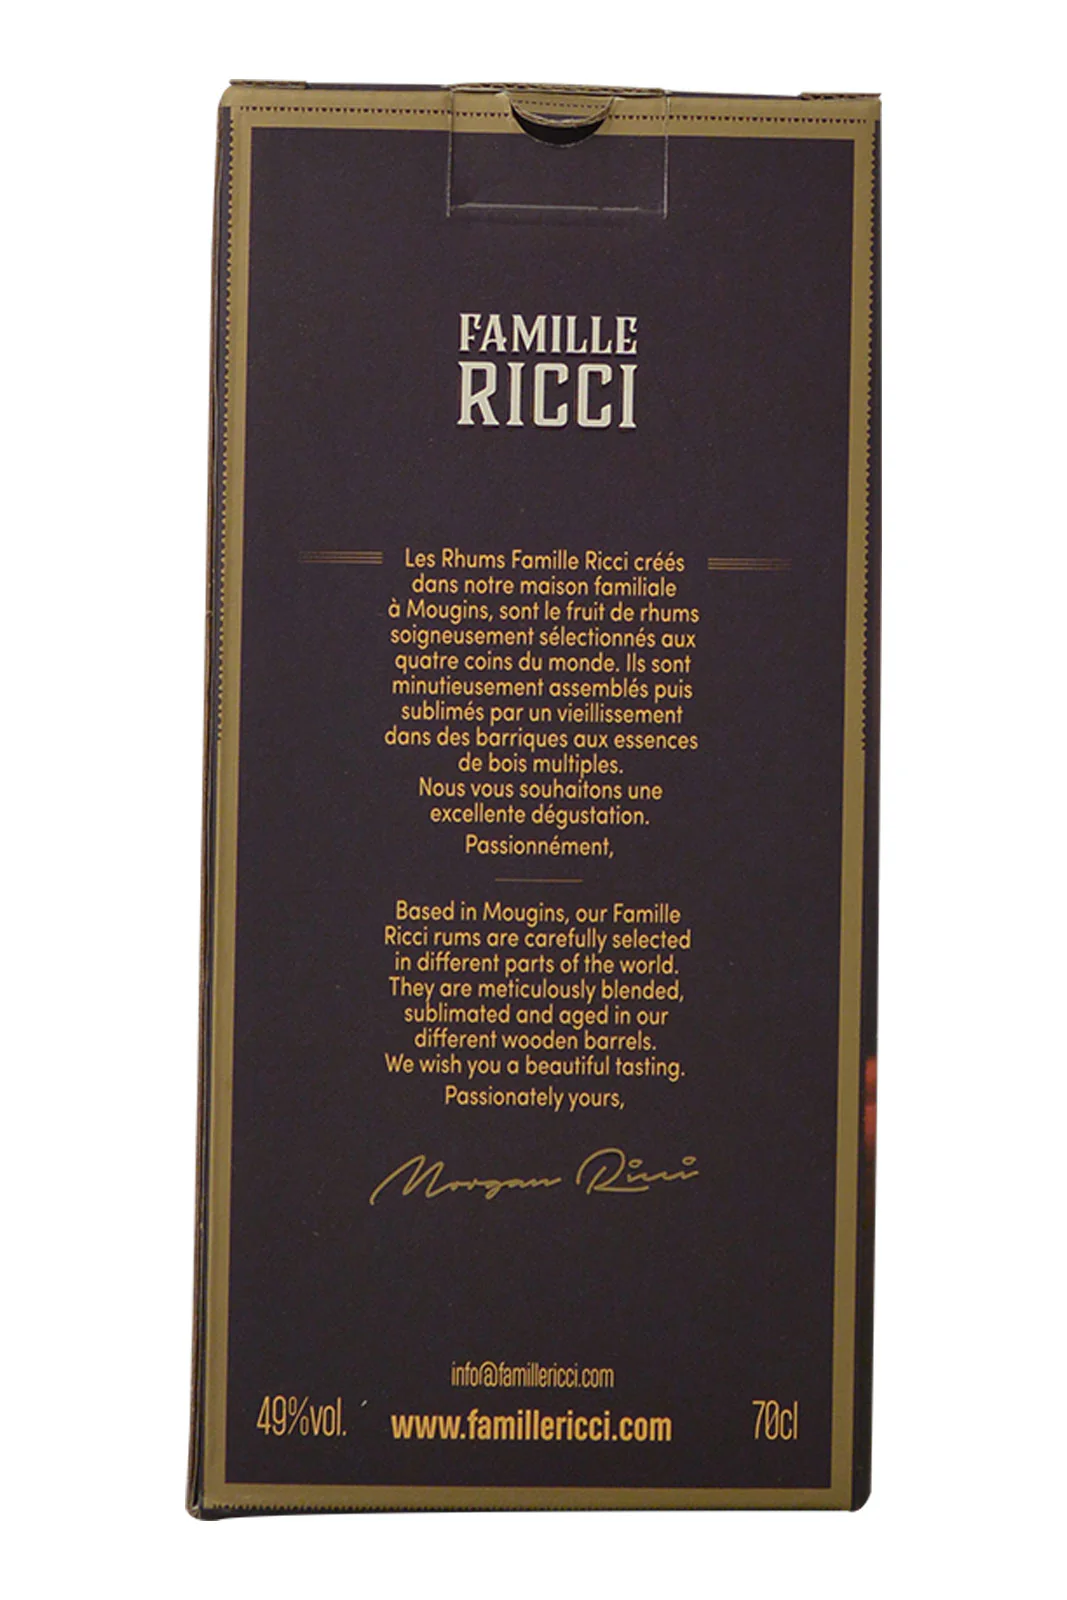 FAMILLE
RICCI
Les Rhums Famille Ricci créés
dans notre maison familiale
à Mougins, sont le fruit de rhums
soigneusement sélectionnés aux
quatre coins du monde. Ils sont
minutieusement assemblés puis
sublimés par un vieillissement
dans des barriques aux essences
de bois multiples.
Nous vous souhaitons une
excellente dégustation.
Passionnément,
Based in Mougins, our Famille
Ricci rums are carefully selected
in different parts of the world.
They are meticulously blended,
sublimated and aged in our
different wooden barrels.
We wish you a beautiful tasting.
Passionately yours,
Morgan Ricci
info@famillericci.com
49%vol. www.famillericci.com 70cl